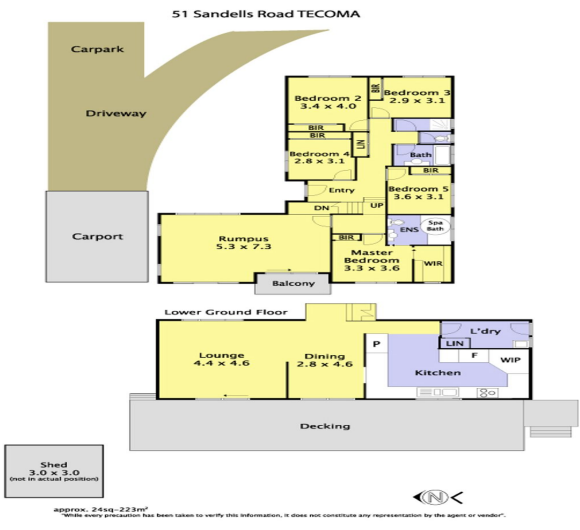 51 Sandells Road TECOMA
Carpark
Driveway
Bedroom 2
3.4 x 4.0
BIR
Bedroom 3
2.9 x 3.1
BIR
BIR
LIN
Bedroom 4
2.8 x 3.1
Bath
BIR
Bedroom 5
3.6 x 3.1
Entry
DN
UP
Carport
Rumpus
5.3 x 7.3
ENS
Spa
Bath
BIR
Master
Bedroom
3.3 x 3.6
WIR
Balcony
Lower Ground Floor
Lounge
4.4 x 4.6
Dining
2.8 x 4.6
P
L'dry
LIN
F
WIP
Kitchen
Decking
Shed
3.0 x 3.0
(not in actual position)
N
approx. 24sq-223m²
"While every precaution has been taken to verify this information, it does not constitute any representation by the agent or vendor".